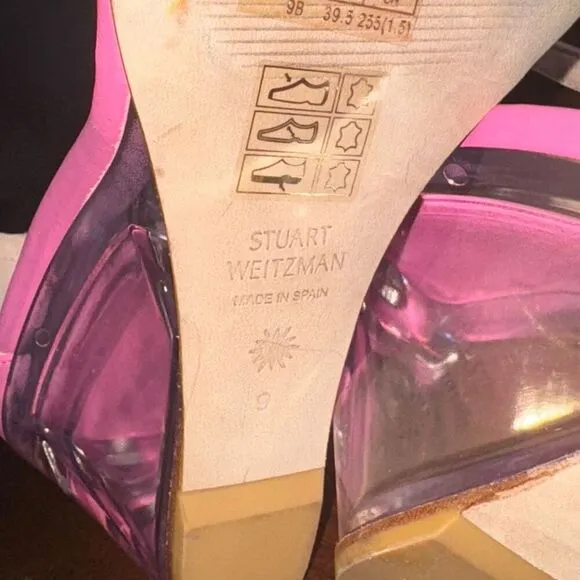 9B 39.5 255(1,5)
STUART
WEITZMAN
MADE IN SPAIN
9